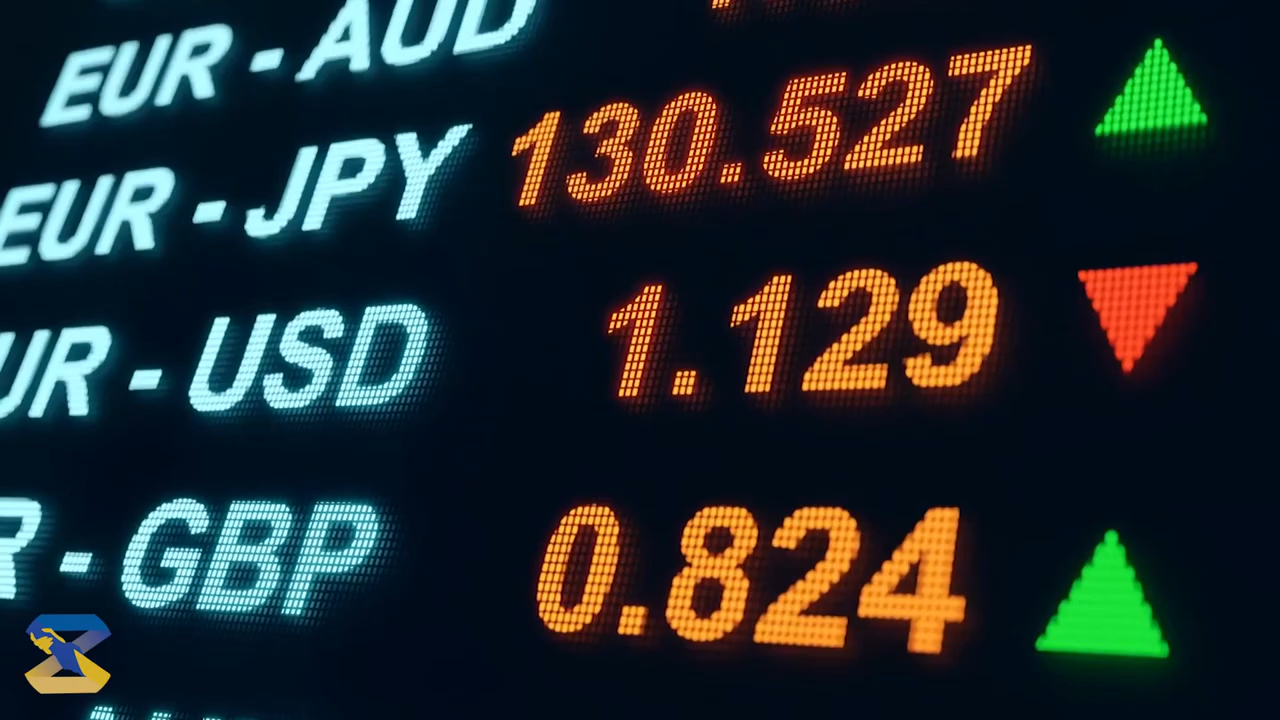 EUR - AUD
EUR - JPY 130.527
UR - USD 1.129
R - GBP 0.824